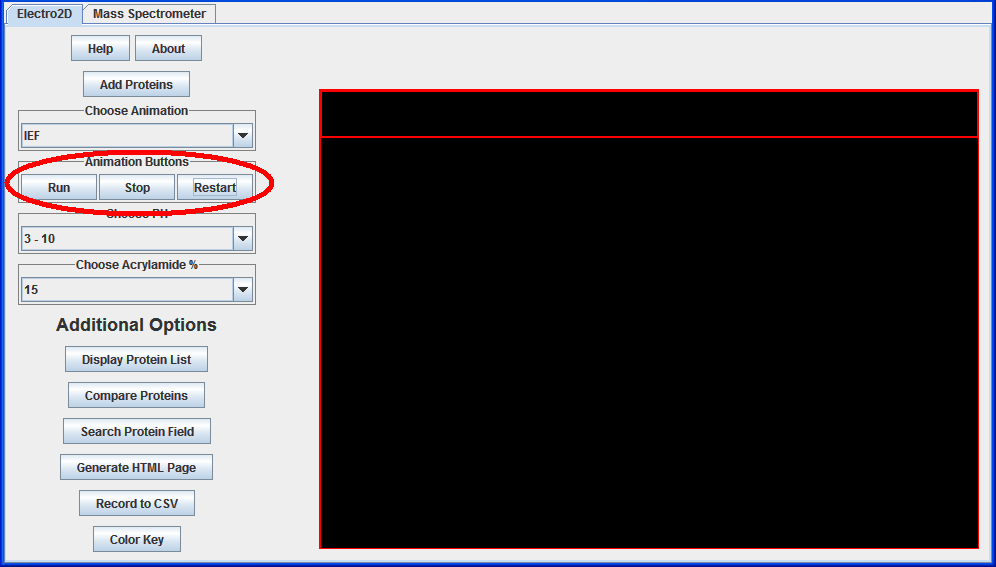 Electro2D Mass Spectrometer
Help About
Add Proteins
Choose Animation
IEF
Animation Buttons
Run Stop Restart
Choose PH
3 - 10
Choose Acrylamide %
15
Additional Options
Display Protein List
Compare Proteins
Search Protein Field
Generate HTML Page
Record to CSV
Color Key